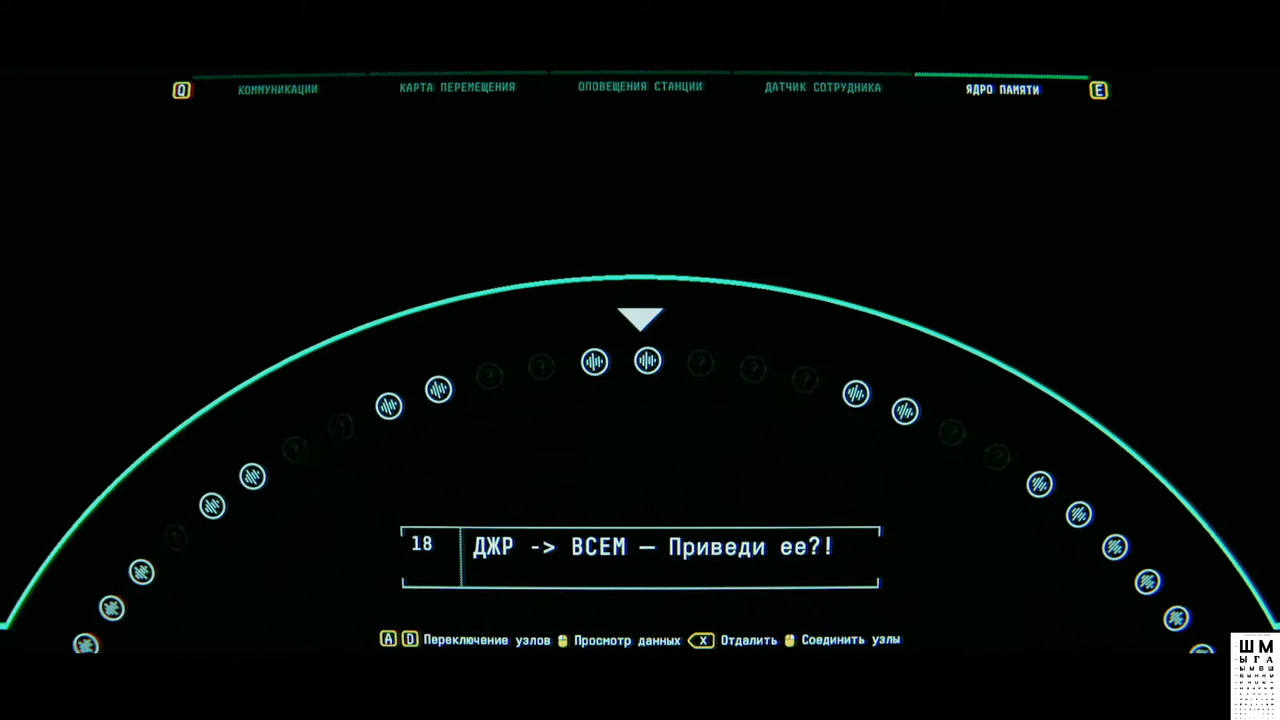 Q КОММУНИКАЦИИ КАРТА ПЕРЕМЕЩЕНИЯ ОПОВЕЩЕНИЯ СТАНЦИИ ДАТЧИК СОТРУДНИКА ЯДРО ПАМЯТИ E
? ? ? ? ?
? ? ? ?
?
18 ДЖР -> ВСЕМ — Приведи ее?!
A D Переключение узлов Просмотр данных X Отдалить Соединить узлы
Ш М
Ы Г А